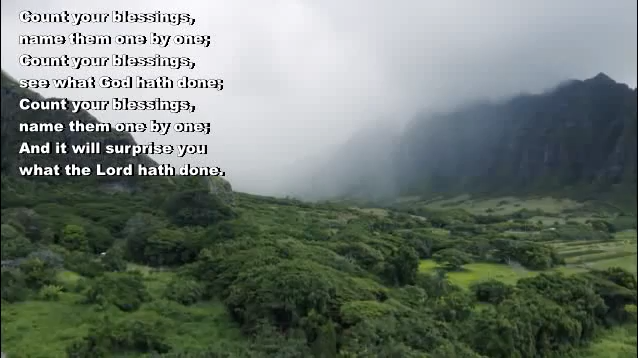 Count your blessings,
name them one by one;
Count your blessings,
see what God hath done;
Count your blessings,
name them one by one;
And it will surprise you
what the Lord hath done.